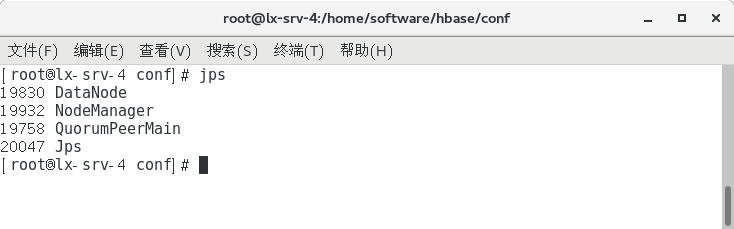 root@lx-srv-4:/home/software/hbase/conf
文件(F) 编辑(E) 查看(V) 搜索(S) 终端(T) 帮助(H)
[root@lx-srv-4 conf]# jps
19830 DataNode
19932 NodeManager
19758 QuorumPeerMain
20047 Jps
[root@lx-srv-4 conf]#